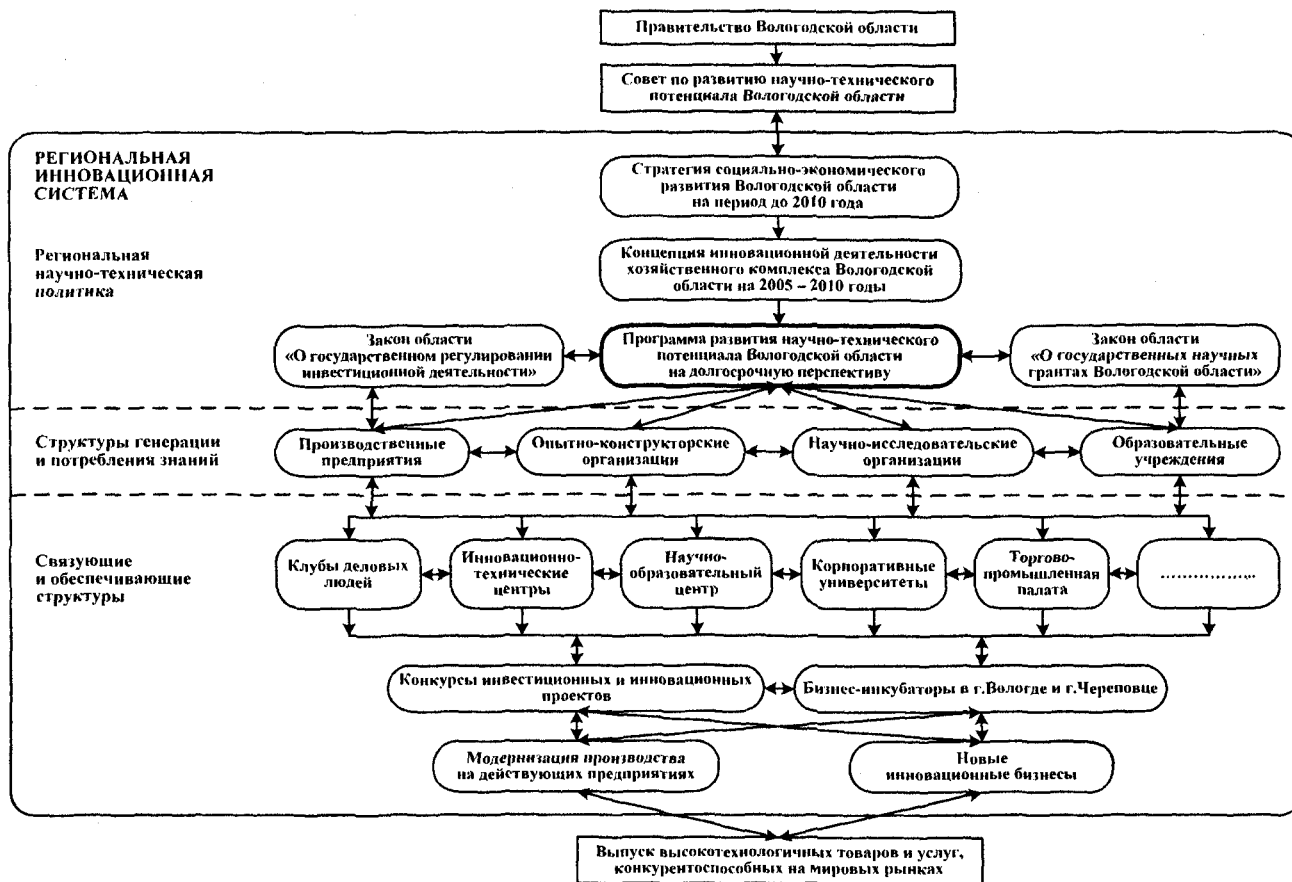 Правительство Вологодской области
Совет по развитию научно-технического
потенциала Вологодской области
РЕГИОНАЛЬНАЯ
ИННОВАЦИОННАЯ
СИСТЕМА
Стратегия социально-экономического
развития Вологодской области
на период до 2010 года
Региональная
научно-техническая
политика
Концепция инновационной деятельности
хозяйственного комплекса Вологодской
области на 2005 – 2010 годы
Закон области
«О государственном регулировании
инвестиционной деятельности»
Программа развития научно-технического
потенциала Вологодской области
на долгосрочную перспективу
Закон области
«О государственных научных
грантах Вологодской области»
Структуры генерации
и потребления знаний
Производственные
предприятия
Опытно-конструкторские
организации
Научно-исследовательские
организации
Образовательные
учреждения
Связующие
и обеспечивающие
структуры
Клубы деловых
людей
Инновационно-
технические
центры
Научно-
образовательный
центр
Корпоративные
университеты
Торгово-
промышленная
палата
.................
Конкурсы инвестиционных и инновационных
проектов
Бизнес-инкубаторы в г.Вологде и г.Череповце
Модернизация производства
на действующих предприятиях
Новые
инновационные бизнесы
Выпуск высокотехнологичных товаров и услуг,
конкурентоспособных на мировых рынках